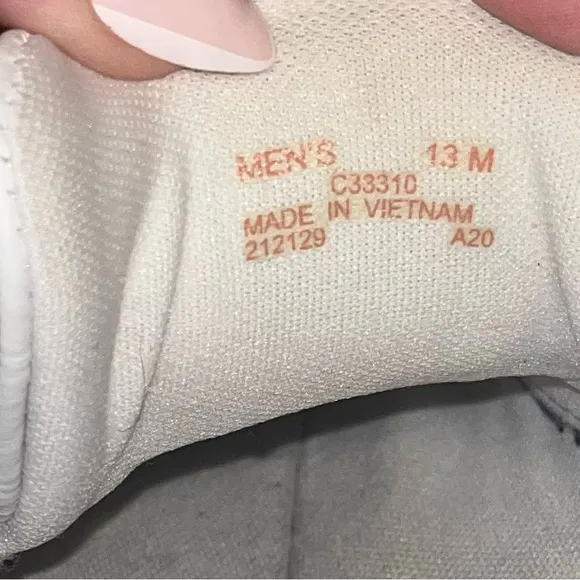 MEN'S 13 M
C33310
MADE IN VIETNAM
212129 A20